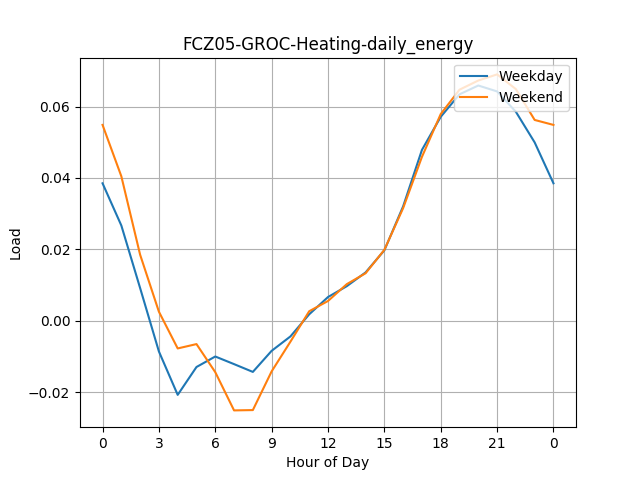 FCZ05-GROC-Heating-daily_energy
Weekday
Weekend
0.06
0.04
0.02
0.00
−0.02
Load
0 3 6 9 12 15 18 21 0
Hour of Day